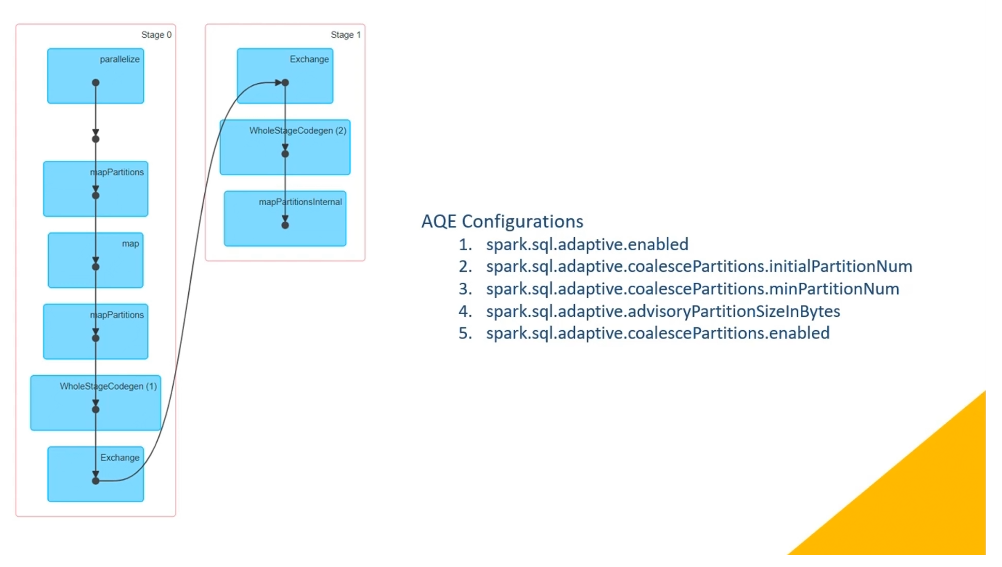 Stage 0
parallelize
mapPartitions
map
mapPartitions
WholeStageCodegen (1)
Exchange
Stage 1
Exchange
WholeStageCodegen (2)
mapPartitionsInternal
AQE Configurations
1. spark.sql.adaptive.enabled
2. spark.sql.adaptive.coalescePartitions.initialPartitionNum
3. spark.sql.adaptive.coalescePartitions.minPartitionNum
4. spark.sql.adaptive.advisoryPartitionSizeInBytes
5. spark.sql.adaptive.coalescePartitions.enabled